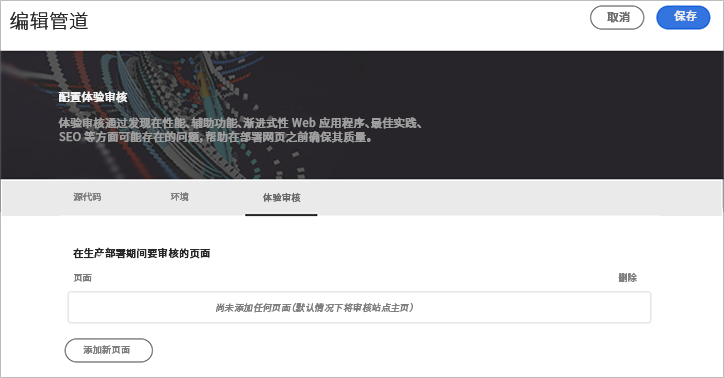 编辑管道
取消
保存
配置体验审核
体验审核通过发现在性能、辅助功能、渐进式性 Web 应用程序、最佳实践、
SEO 等方面可能存在的问题，帮助在部署网页之前确保其质量。
源代码
环境
体验审核
在生产部署期间要审核的页面
页面
删除
尚未添加任何页面（默认情况下将审核站点主页）
添加新页面